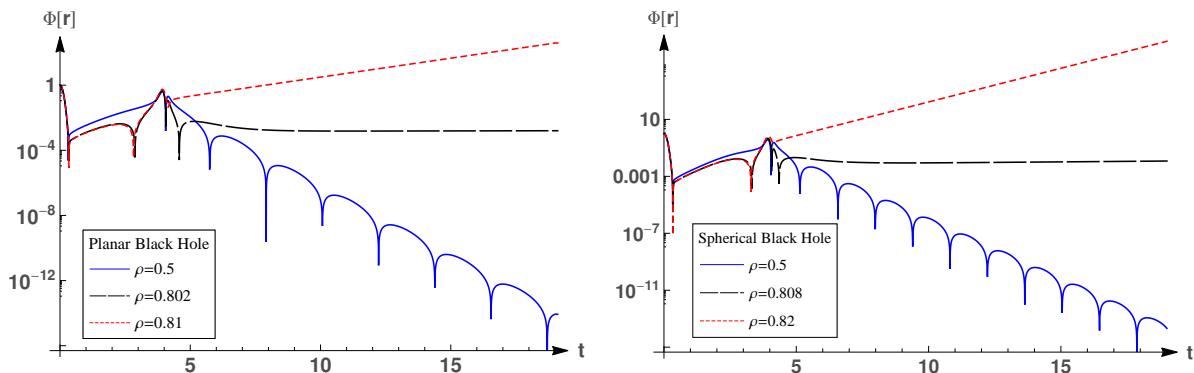 Φ[r]
1
10^-4
10^-8
10^-12
Planar Black Hole
ρ=0.5
ρ=0.802
ρ=0.81
5
10
15
t
Φ[r]
10
0.001
10^-7
10^-11
Spherical Black Hole
ρ=0.5
ρ=0.808
ρ=0.82
5
10
15
t